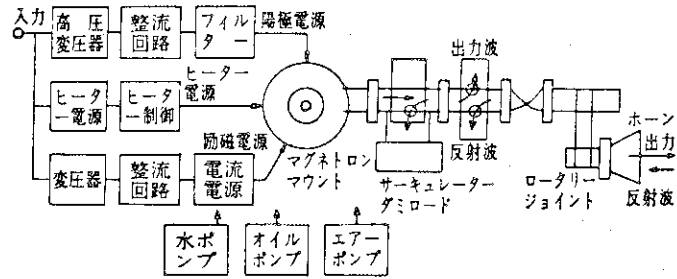 入力
高圧
変圧器
整流
回路
フィル
ター
陽極電源
ヒータ
ー電源
ヒータ
ー制御
ヒーター
電源
変圧器
整流
回路
電流
電源
励磁電源
マグネトロン
マウント
出力波
反射波
サーキュレーター
ダミロード
ロータリー
ジョイント
ホーン
出力
反射波
水ポ
ンプ
オイル
ポンプ
エアー
ポンプ